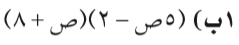 ١ب) (٥ص − ٢)(ص + ٨)